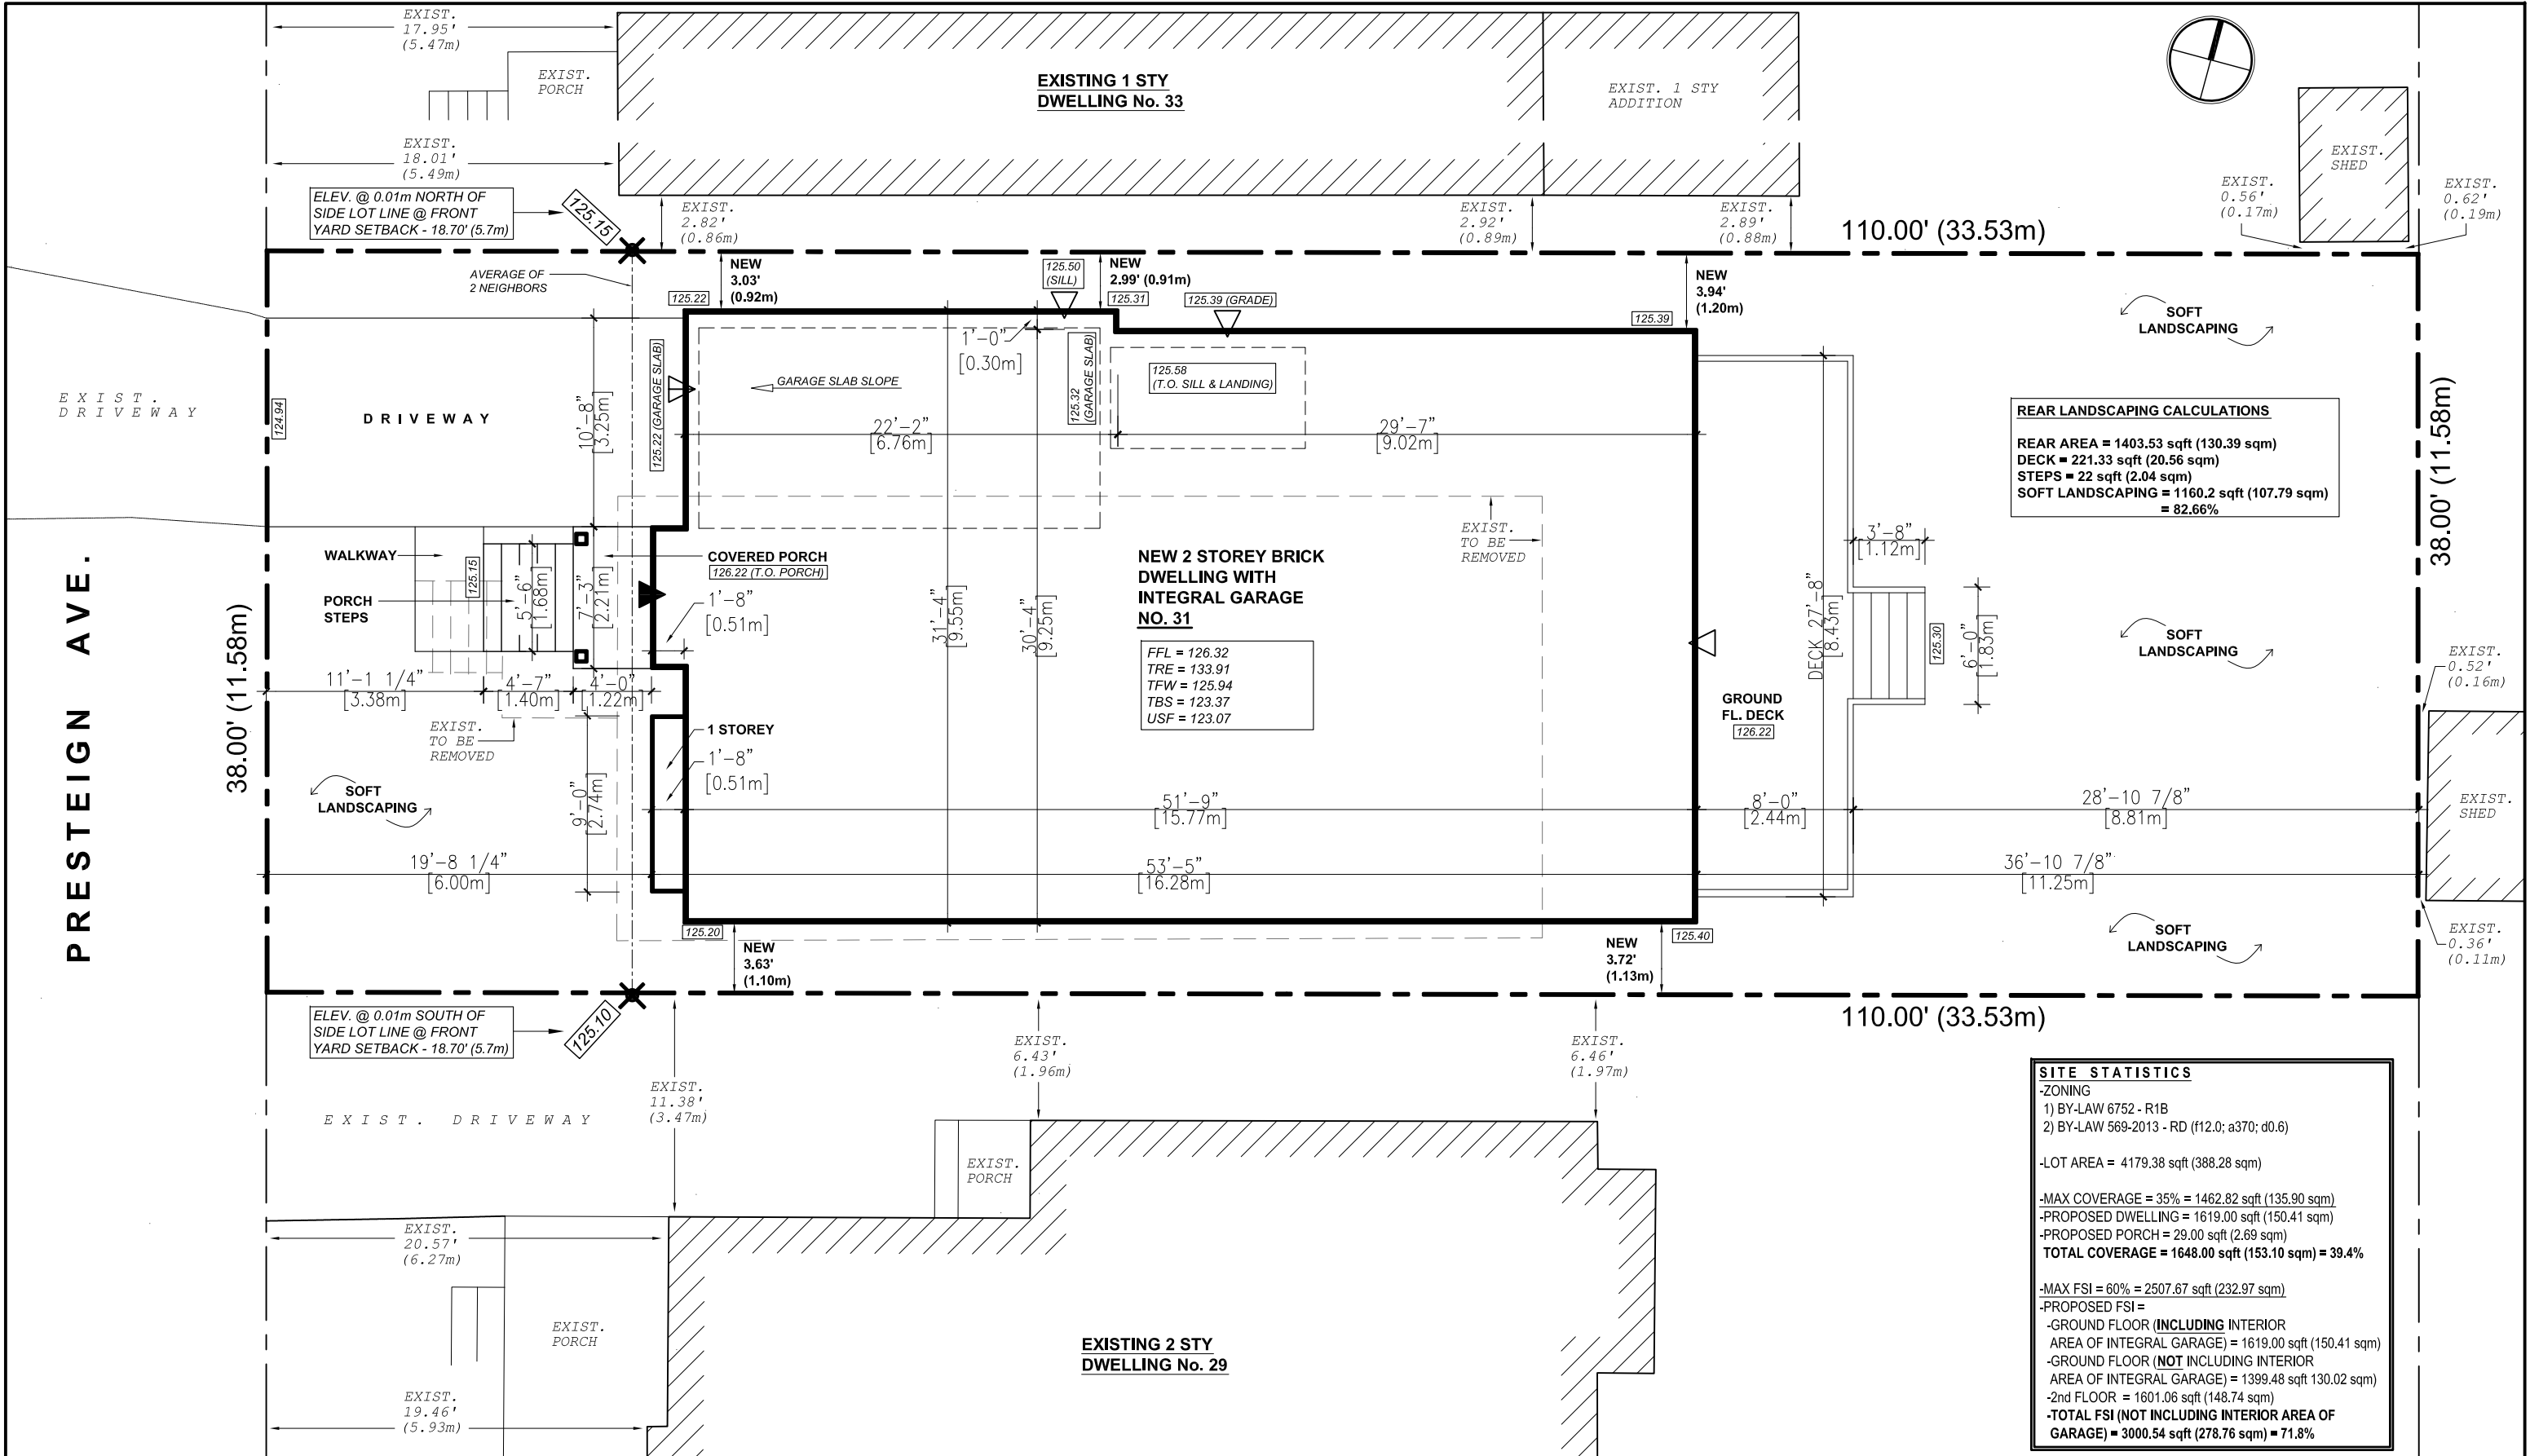 EXIST.
17.95'
(5.47m)
EXIST.
PORCH
EXISTING 1 STY
DWELLING No. 33
EXIST. 1 STY
ADDITION
EXIST.
SHED
EXIST.
18.01'
(5.49m)
ELEV. @ 0.01m NORTH OF
SIDE LOT LINE @ FRONT
YARD SETBACK - 18.70' (5.7m)
125.15
EXIST.
2.82'
(0.86m)
EXIST.
2.92'
(0.89m)
EXIST.
2.89'
(0.88m)
110.00' (33.53m)
EXIST.
0.56'
(0.17m)
EXIST.
0.62'
(0.19m)
AVERAGE OF
2 NEIGHBORS
NEW
3.03'
(0.92m)
125.22
125.50
(SILL)
NEW
2.99' (0.91m)
125.31
125.39 (GRADE)
125.39
NEW
3.94'
(1.20m)
SOFT
LANDSCAPING
EXIST.
DRIVEWAY
124.94
DRIVEWAY
10'-8"
[3.25m]
125.22 (GARAGE SLAB)
GARAGE SLAB SLOPE
1'-0"
[0.30m]
125.32
(GARAGE SLAB)
125.58
(T.O. SILL & LANDING)
22'-2"
[6.76m]
29'-7"
[9.02m]
REAR LANDSCAPING CALCULATIONS
REAR AREA = 1403.53 sqft (130.39 sqm)
DECK = 221.33 sqft (20.56 sqm)
STEPS = 22 sqft (2.04 sqm)
SOFT LANDSCAPING = 1160.2 sqft (107.79 sqm)
= 82.66%
38.00' (11.58m)
PRESTEIGN AVE.
38.00' (11.58m)
WALKWAY
125.15
PORCH
STEPS
5'-6"
[1.68m]
7'-3"
[2.21m]
COVERED PORCH
126.22 (T.O. PORCH)
1'-8"
[0.51m]
31'-4"
[9.55m]
30'-4"
[9.25m]
EXIST.
TO BE
REMOVED
NEW 2 STOREY BRICK
DWELLING WITH
INTEGRAL GARAGE
NO. 31
FFL = 126.32
TRE = 133.91
TFW = 125.94
TBS = 123.37
USF = 123.07
DECK 27'-8"
[8.43m]
3'-8"
[1.12m]
125.30
6'-0"
[1.83m]
SOFT
LANDSCAPING
GROUND
FL. DECK
126.22
EXIST.
0.52'
(0.16m)
11'-1 1/4"
[3.38m]
4'-7"
[1.40m]
4'-0"
[1.22m]
EXIST.
TO BE
REMOVED
1 STOREY
1'-8"
[0.51m]
9'-0"
[2.74m]
SOFT
LANDSCAPING
51'-9"
[15.77m]
8'-0"
[2.44m]
28'-10 7/8"
[8.81m]
EXIST.
SHED
19'-8 1/4"
[6.00m]
53'-5"
[16.28m]
36'-10 7/8"
[11.25m]
125.20
NEW
3.63'
(1.10m)
NEW
3.72'
(1.13m)
125.40
SOFT
LANDSCAPING
EXIST.
0.36'
(0.11m)
ELEV. @ 0.01m SOUTH OF
SIDE LOT LINE @ FRONT
YARD SETBACK - 18.70' (5.7m)
125.10
110.00' (33.53m)
EXIST. DRIVEWAY
EXIST.
11.38'
(3.47m)
EXIST.
6.43'
(1.96m)
EXIST.
6.46'
(1.97m)
EXIST.
PORCH
EXIST.
20.57'
(6.27m)
EXIST.
PORCH
EXISTING 2 STY
DWELLING No. 29
EXIST.
19.46'
(5.93m)
SITE STATISTICS
-ZONING
1) BY-LAW 6752 - R1B
2) BY-LAW 569-2013 - RD (f12.0; a370; d0.6)
-LOT AREA = 4179.38 sqft (388.28 sqm)
-MAX COVERAGE = 35% = 1462.82 sqft (135.90 sqm)
-PROPOSED DWELLING = 1619.00 sqft (150.41 sqm)
-PROPOSED PORCH = 29.00 sqft (2.69 sqm)
TOTAL COVERAGE = 1648.00 sqft (153.10 sqm) = 39.4%
-MAX FSI = 60% = 2507.67 sqft (232.97 sqm)
-PROPOSED FSI =
-GROUND FLOOR (INCLUDING INTERIOR
AREA OF INTEGRAL GARAGE) = 1619.00 sqft (150.41 sqm)
-GROUND FLOOR (NOT INCLUDING INTERIOR
AREA OF INTEGRAL GARAGE) = 1399.48 sqft 130.02 sqm)
-2nd FLOOR = 1601.06 sqft (148.74 sqm)
-TOTAL FSI (NOT INCLUDING INTERIOR AREA OF
GARAGE) = 3000.54 sqft (278.76 sqm) = 71.8%